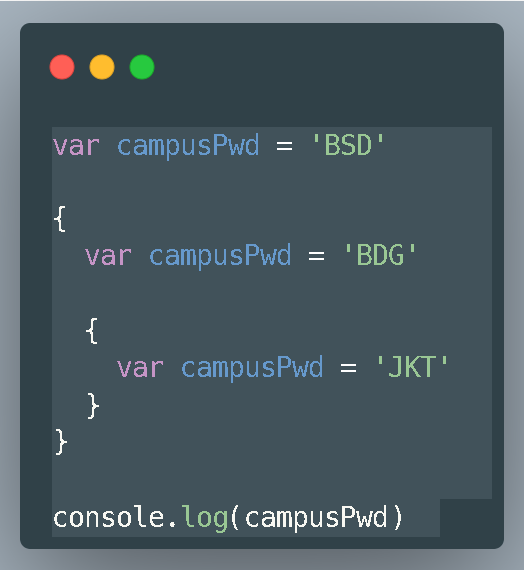 var campusPwd = 'BSD'
{
var campusPwd = 'BDG'
{
var campusPwd = 'JKT'
}
}
console.log(campusPwd)